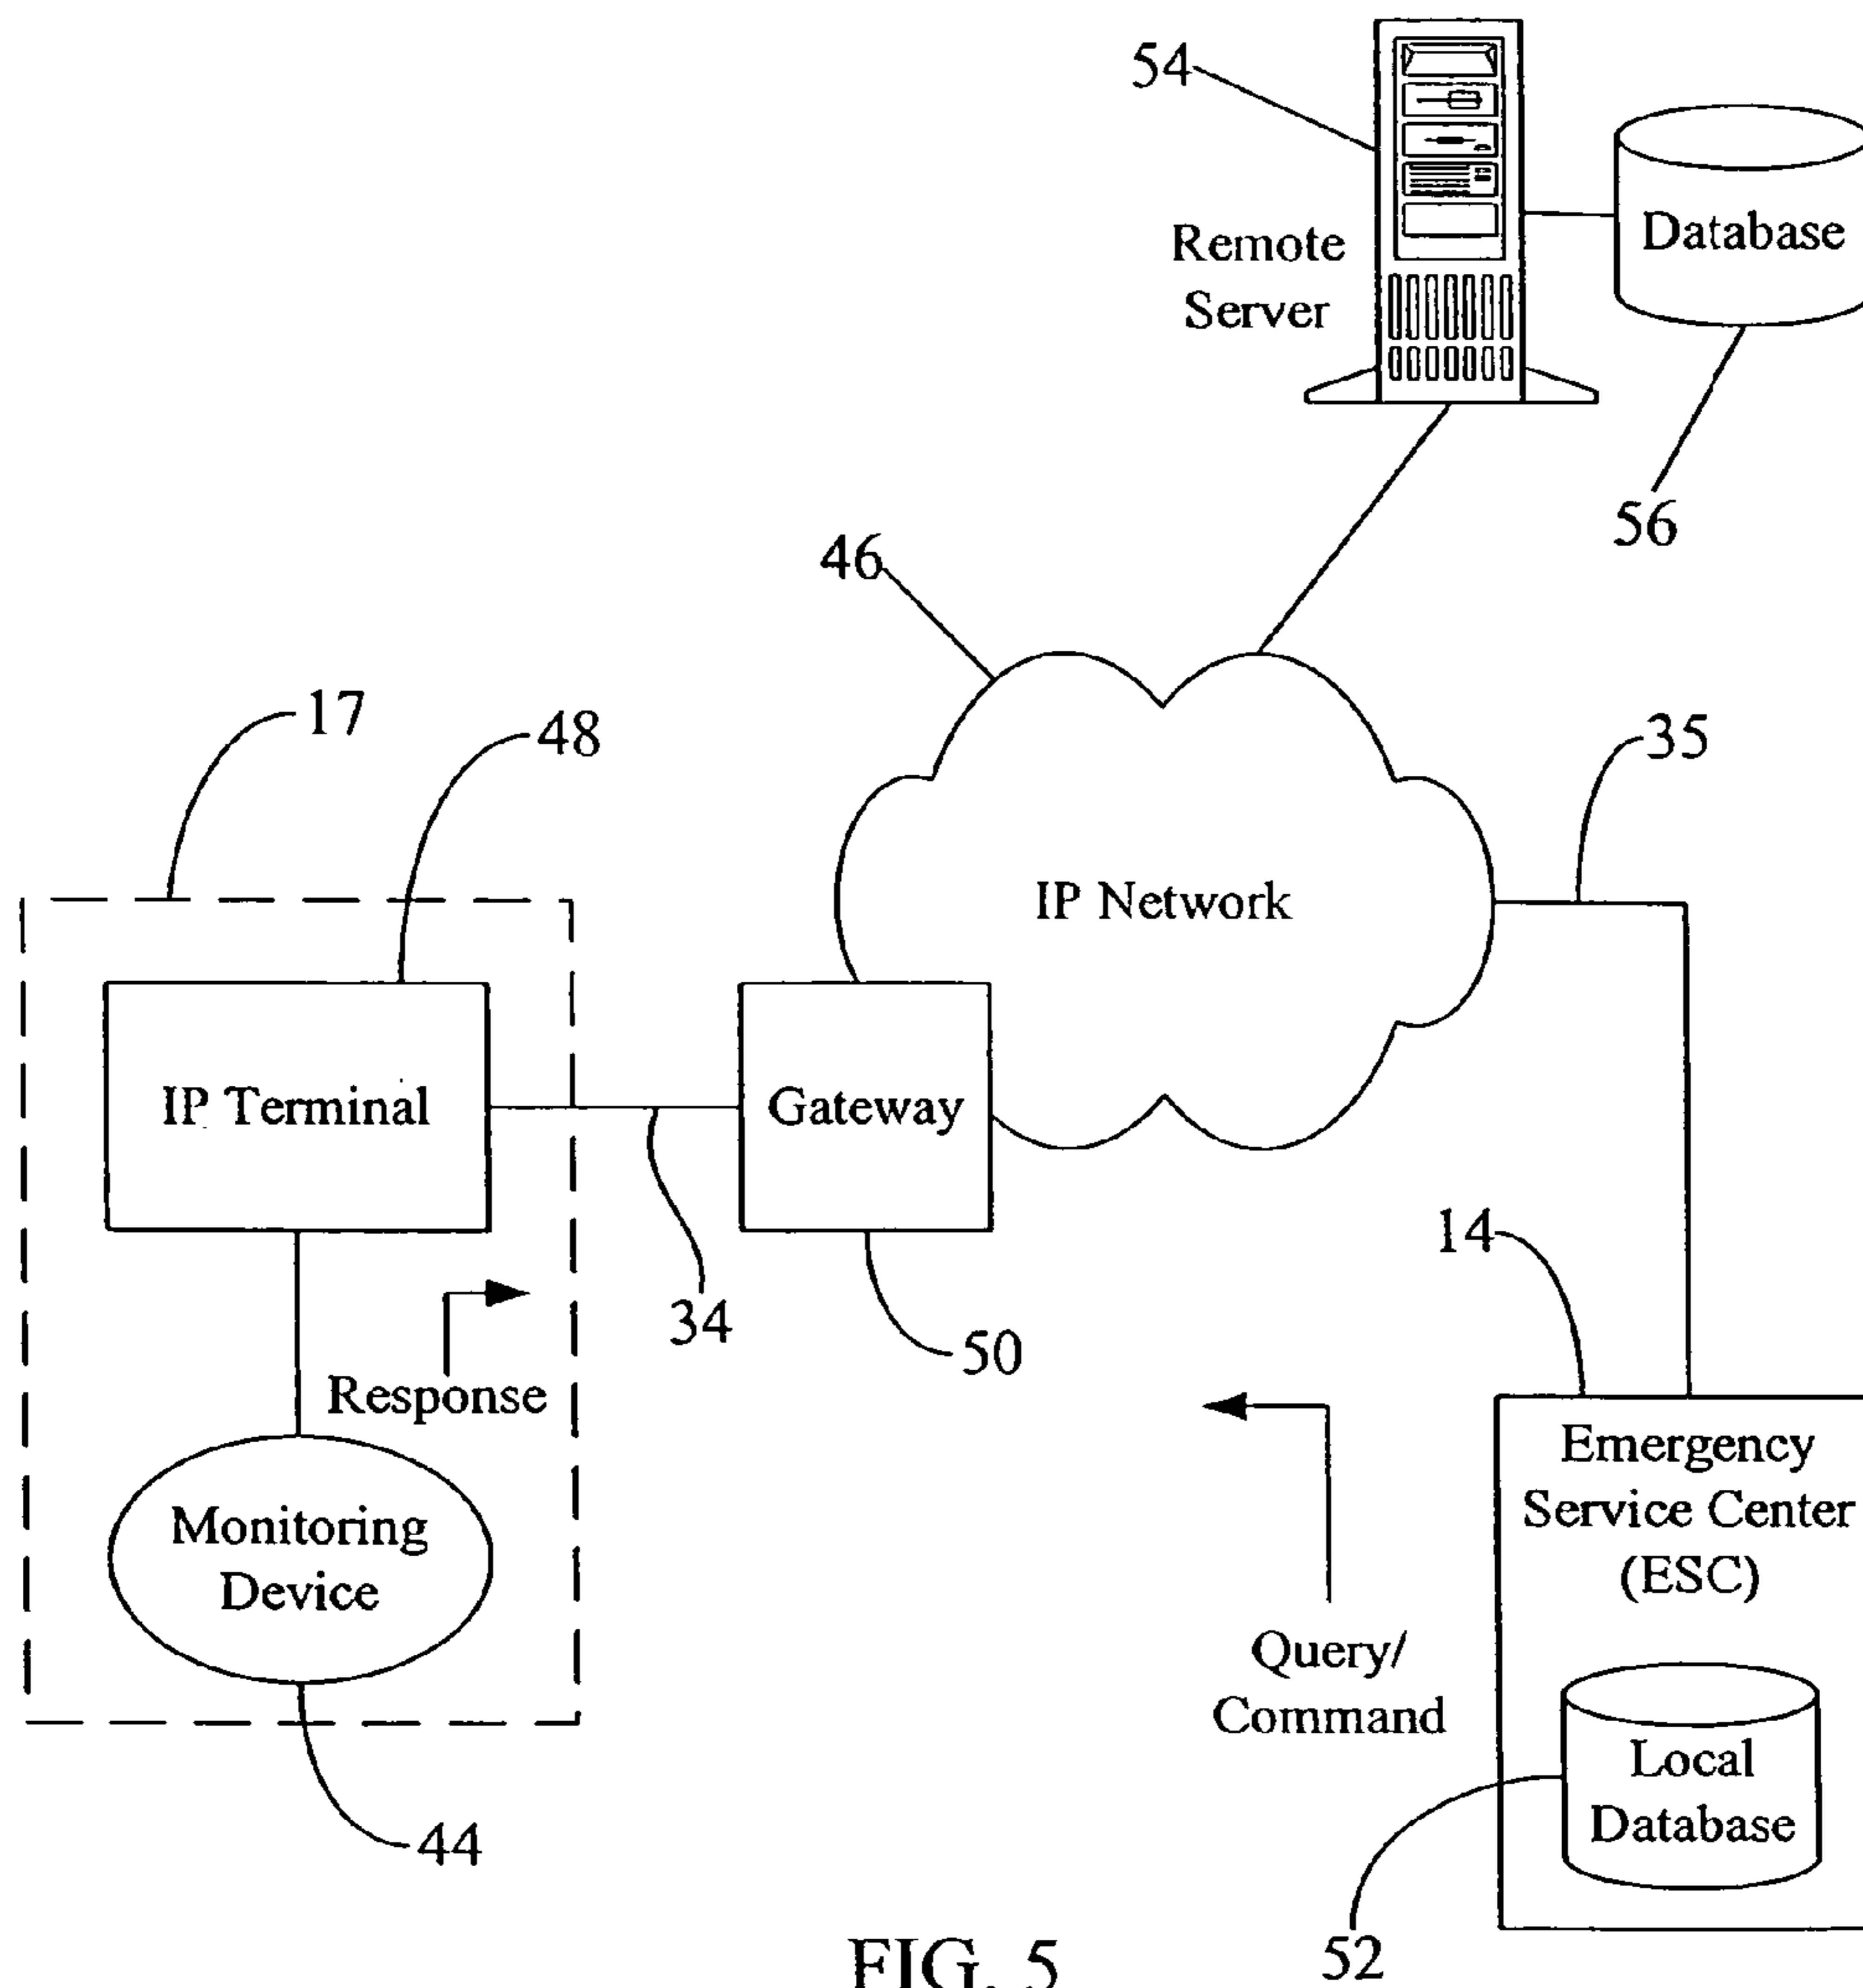 54
Remote
Server
Database
56
46
17
48
35
IP Network
IP Terminal
Gateway
34
50
14
Response
Monitoring
Device
44
Query/
Command
Emergency
Service Center
(ESC)
Local
Database
52
FIG. 5